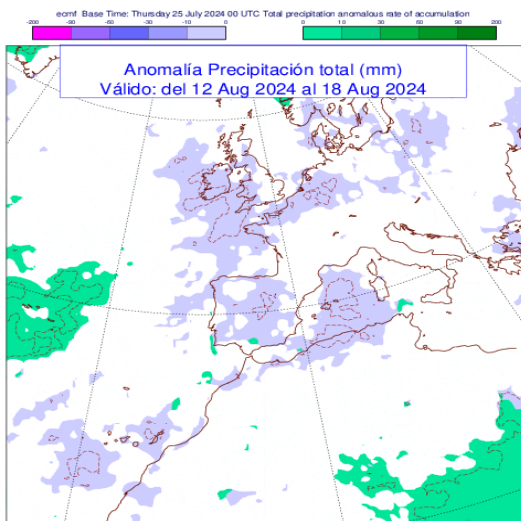 ecmf Base Time: Thursday 25 July 2024 00 UTC Total precipitation anomalous rate of accumulation
-200 -90 -60 -30 -10 0 0 10 30 60 90 200
Anomalía Precipitación total (mm)
Válido: del 12 Aug 2024 al 18 Aug 2024